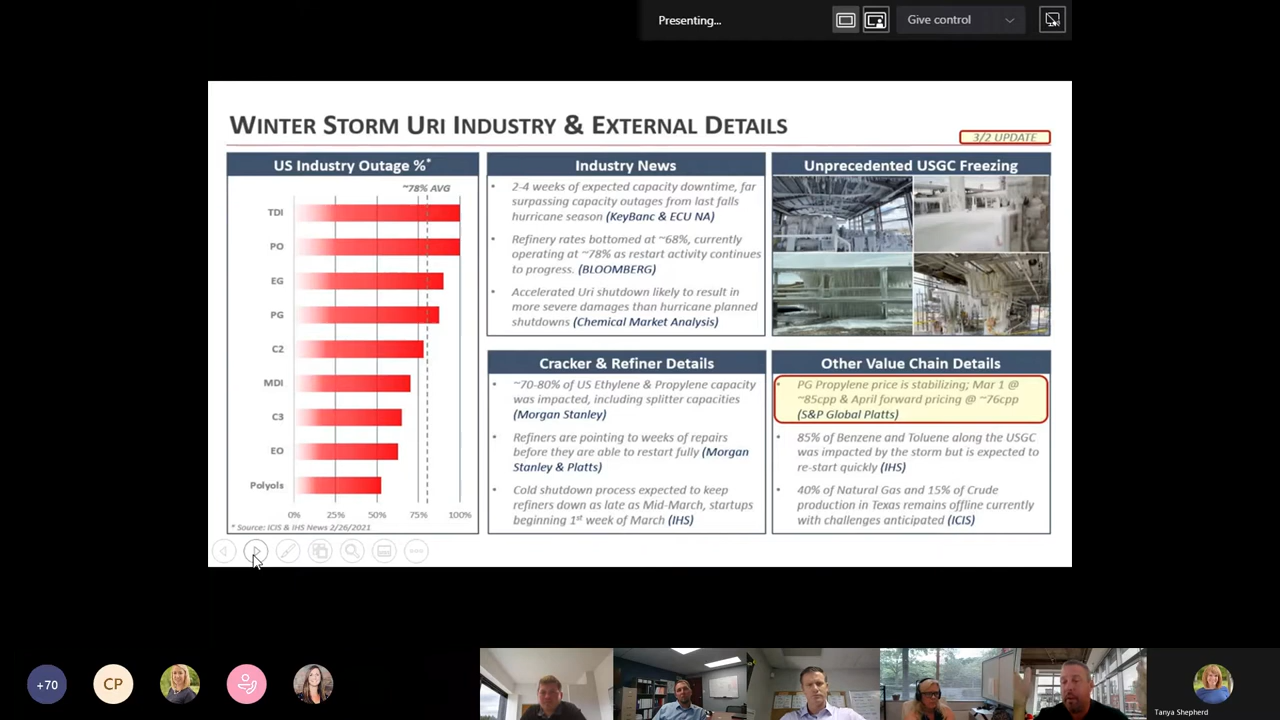 Presenting...
Give control
WINTER STORM URI INDUSTRY & EXTERNAL DETAILS
3/2 UPDATE
US Industry Outage %*
~78% AVG
TDI
PO
EG
PG
C2
MDI
C3
EO
Polyols
0% 25% 50% 75% 100%
* Source: ICIS & IHS News 2/26/2021
Industry News
• 2-4 weeks of expected capacity downtime, far
surpassing capacity outages from last falls
hurricane season (KeyBanc & ECU NA)
• Refinery rates bottomed at ~68%, currently
operating at ~78% as restart activity continues
to progress. (BLOOMBERG)
• Accelerated Uri shutdown likely to result in
more severe damages than hurricane planned
shutdowns (Chemical Market Analysis)
Unprecedented USGC Freezing
Cracker & Refiner Details
• ~70-80% of US Ethylene & Propylene capacity
was impacted, including splitter capacities
(Morgan Stanley)
• Refiners are pointing to weeks of repairs
before they are able to restart fully (Morgan
Stanley & Platts)
• Cold shutdown process expected to keep
refiners down as late as Mid-March, startups
beginning 1st week of March (IHS)
Other Value Chain Details
• PG Propylene price is stabilizing; Mar 1 @
~85cpp & April forward pricing @ ~76cpp
(S&P Global Platts)
• 85% of Benzene and Toluene along the USGC
was impacted by the storm but is expected to
re-start quickly (IHS)
• 40% of Natural Gas and 15% of Crude
production in Texas remains offline currently
with challenges anticipated (ICIS)
+70
CP
Tanya Shepherd